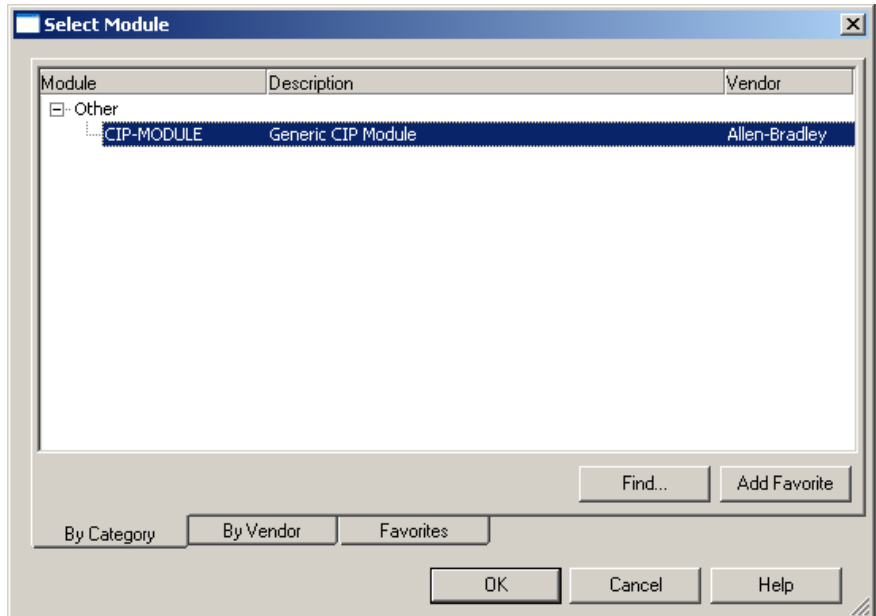 Select Module
Module Description Vendor
Other
CIP-MODULE Generic CIP Module Allen-Bradley
Find... Add Favorite
By Category By Vendor Favorites
OK Cancel Help